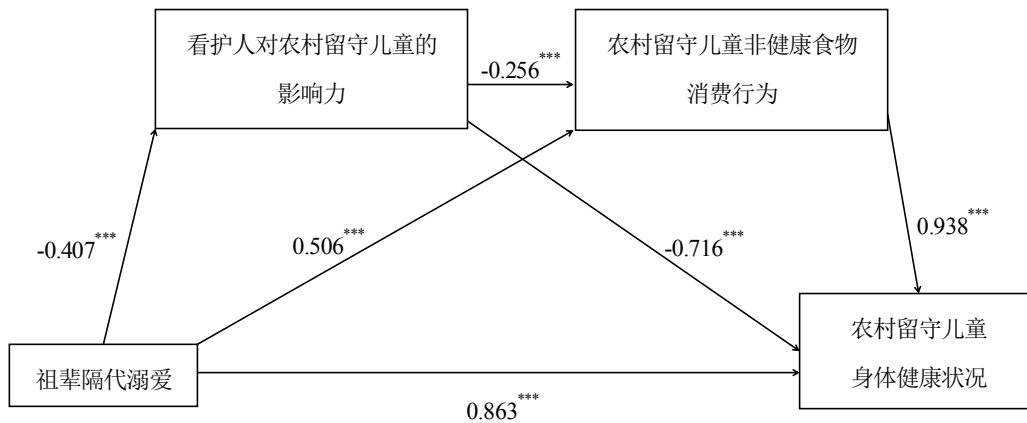 看护人对农村留守儿童的
影响力
-0.256***
农村留守儿童非健康食物
消费行为
-0.407***
0.506***
-0.716***
0.938***
祖辈隔代溺爱
0.863***
农村留守儿童
身体健康状况